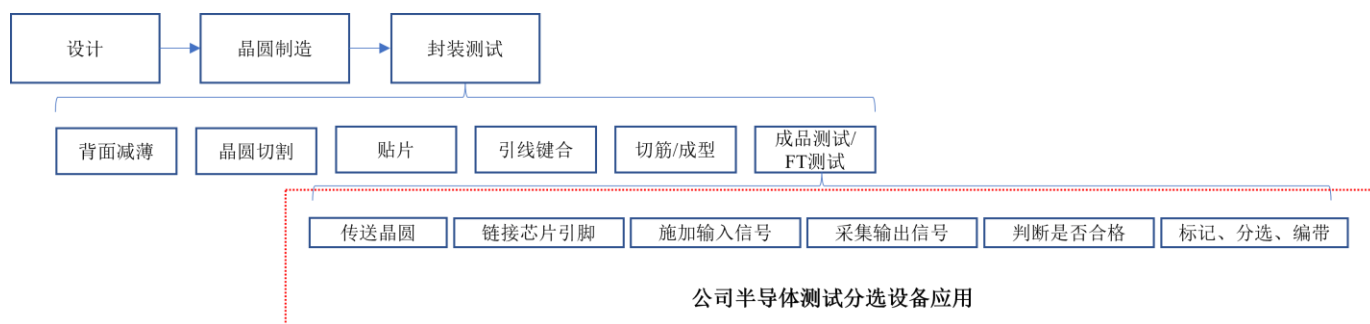 设计
晶圆制造
封装测试
背面减薄
晶圆切割
贴片
引线键合
切筋/成型
成品测试/
FT测试
传送晶圆
链接芯片引脚
施加输入信号
采集输出信号
判断是否合格
标记、分选、编带
公司半导体测试分选设备应用